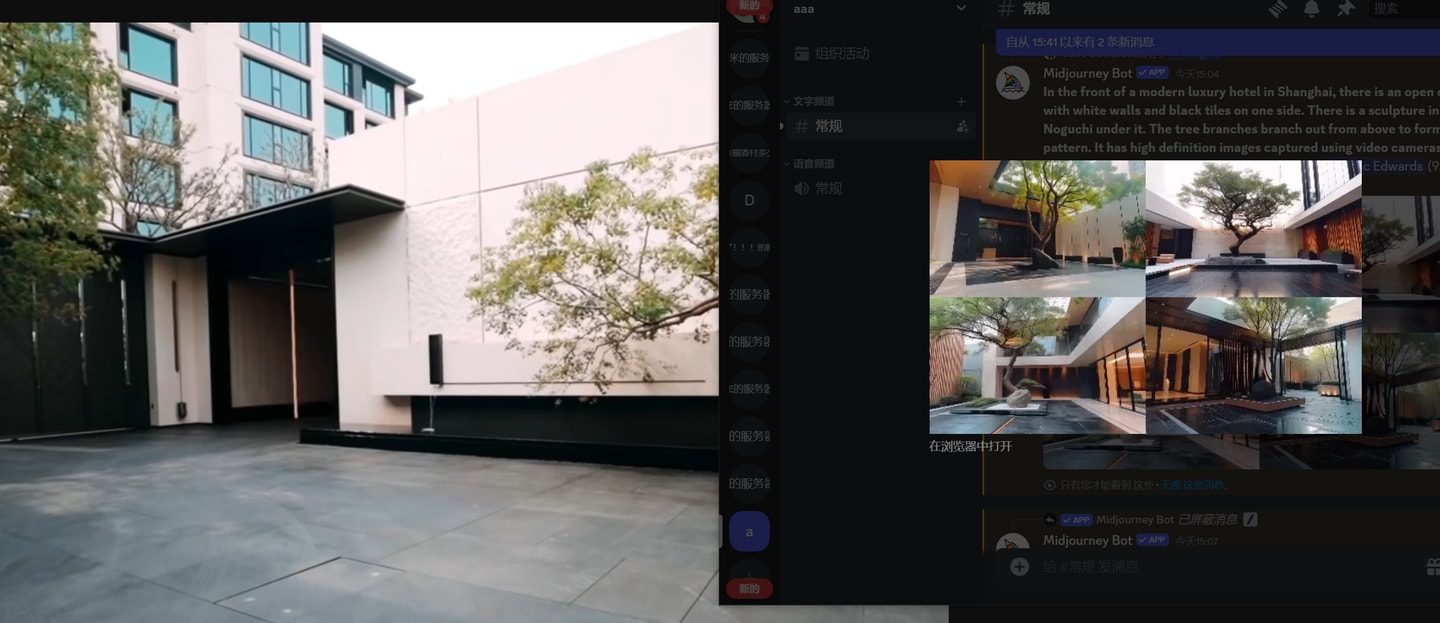 新的
米的服务
的服务器
D
的服务器
的服务器
的服务器
的服务器
的服务器
a
新的
aaa
组织活动
文字频道
常规
语音频道
常规
常规
搜索
自从 15:41 以来有 2 条新消息
Midjourney Bot APP 今天15:04
In the front of a modern luxury hotel in Shanghai, there is an open
with white walls and black tiles on one side. There is a sculpture in
Noguchi under it. The tree branches branch out from above to form
pattern. It has high definition images captured using video cameras
c Edwards (9
在浏览器中打开
只有您才能看到这些 • 无视这些消息。
APP Midjourney Bot 已屏蔽消息
Midjourney Bot APP 今天15:07
给 #常规 发消息